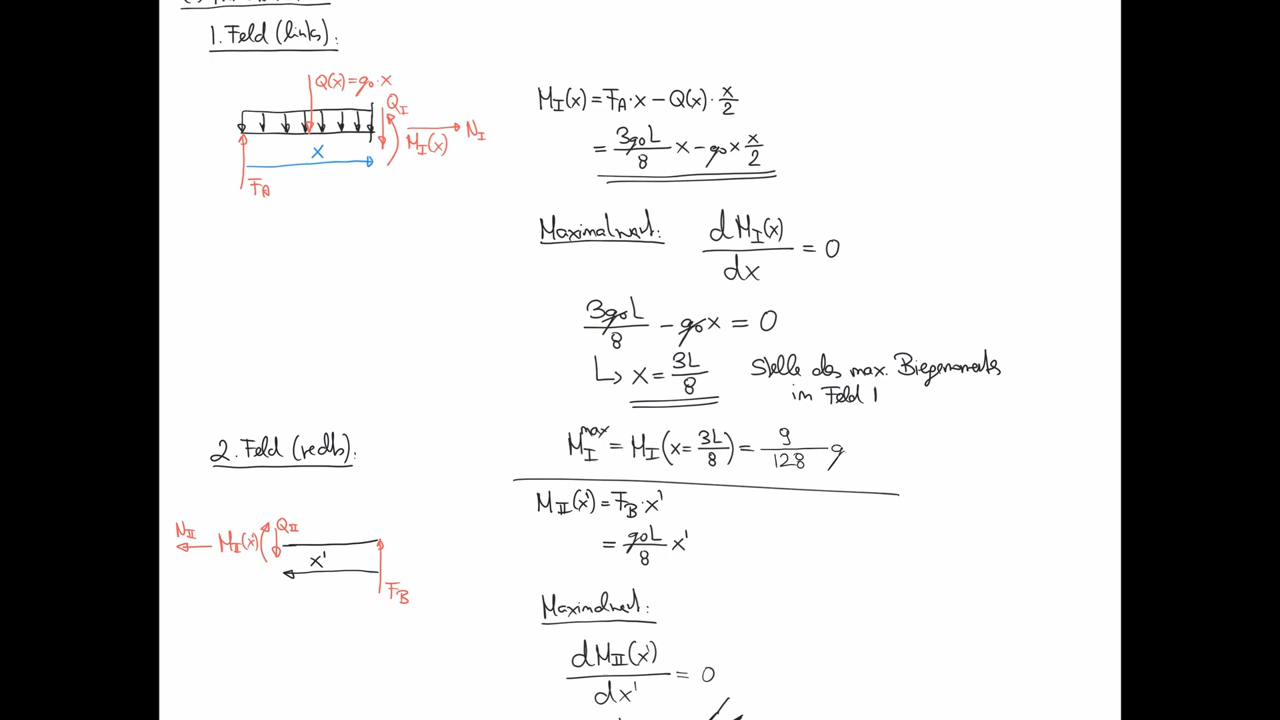 1. Feld (links):
Q(x)=q₀·x
Q_I
M_I(x)
N_I
x
F_A
M_I(x) = F_A·x − Q(x)·x/2
= 3q₀L/8 x − q₀x x/2
Maximalwert: dM_I(x)/dx = 0
3q₀L/8 − q₀x = 0
↳ x = 3L/8 Stelle des max. Biegemoments
im Feld 1
M_I^max = M_I(x=3L/8) = 9/128 q
2. Feld (rechts):
M_II(x') = F_B·x'
= q₀L/8 x'
N_II
M_II(x')
Q_II
x'
F_B
Maximalwert:
dM_II(x')/dx' = 0